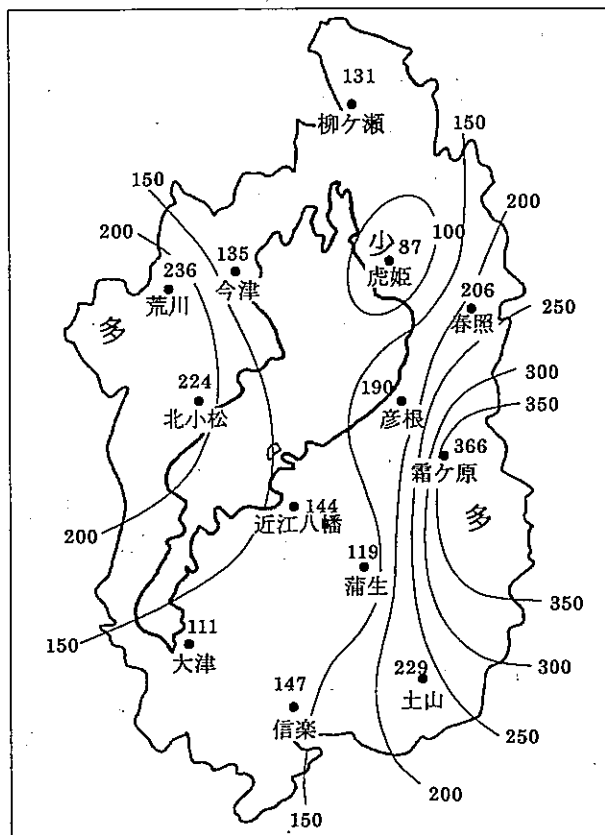 131
柳ケ瀬
150
150
200
200
少
100
87
虎姫
135
今津
236
荒川
206
春照
250
多
224
北小松
190
彦根
300
350
366
霜ケ原
多
144
近江八幡
200
119
蒲生
350
150
111
大津
229
土山
300
147
信楽
250
200
150